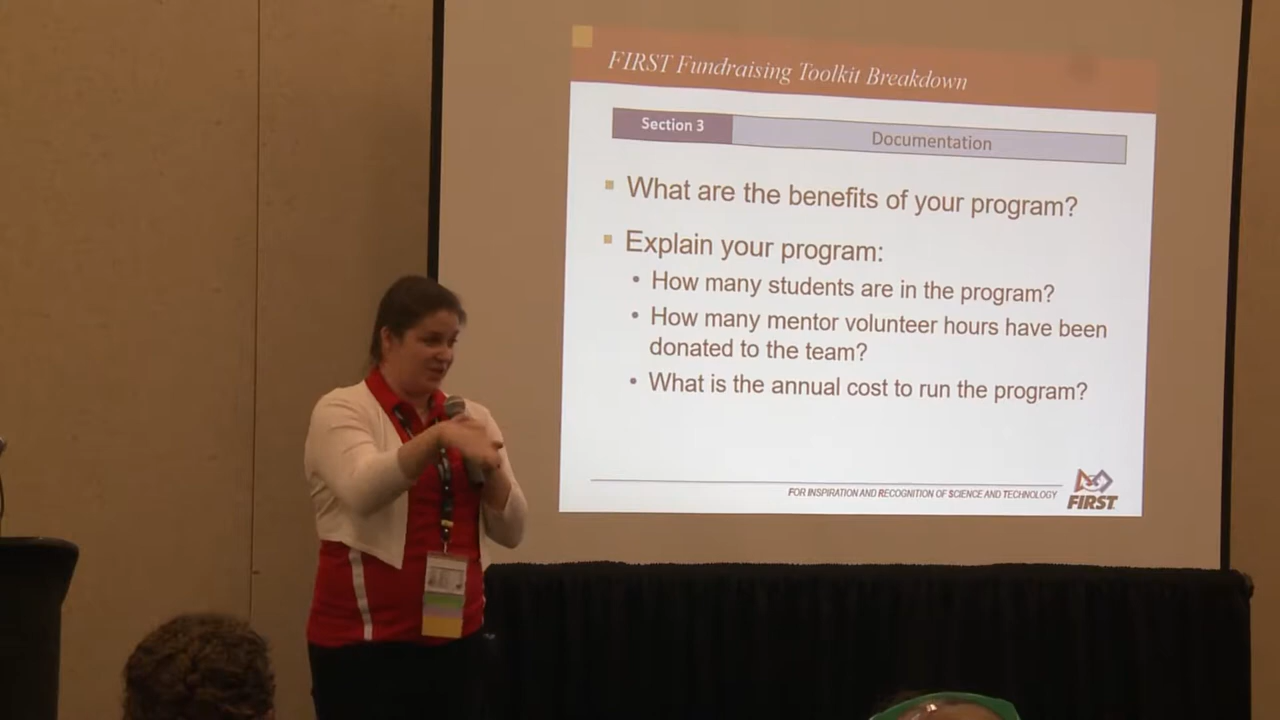 FIRST Fundraising Toolkit Breakdown
Section 3
Documentation
What are the benefits of your program?
Explain your program:
How many students are in the program?
How many mentor volunteer hours have been
donated to the team?
What is the annual cost to run the program?
FOR INSPIRATION AND RECOGNITION OF SCIENCE AND TECHNOLOGY
FIRST